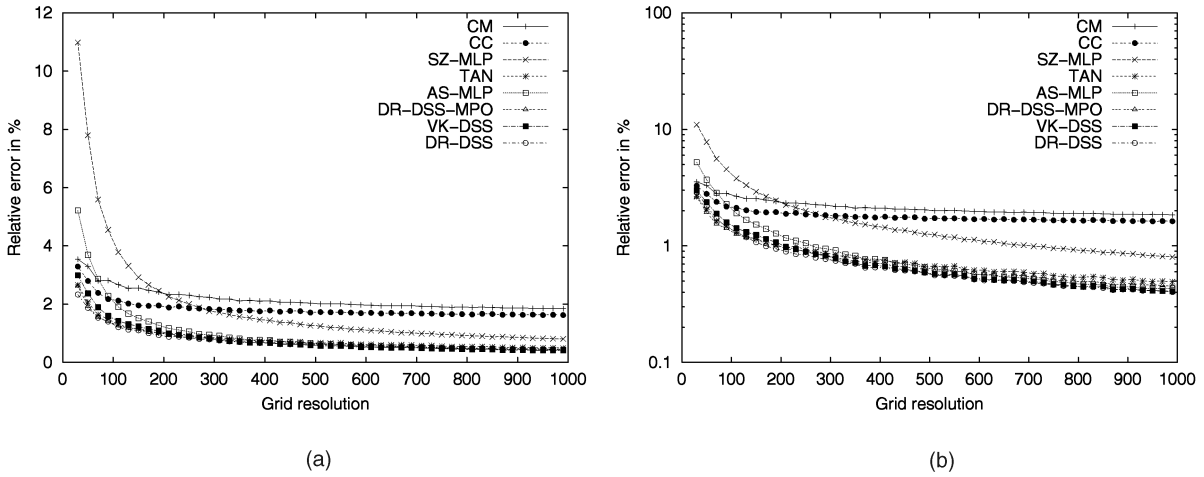 12
10
8
6
4
2
0
Relative error in %
CM
CC
SZ-MLP
TAN
AS-MLP
DR-DSS-MPO
VK-DSS
DR-DSS
0 100 200 300 400 500 600 700 800 900 1000
Grid resolution
(a)
100
10
1
0.1
Relative error in %
CM
CC
SZ-MLP
TAN
AS-MLP
DR-DSS-MPO
VK-DSS
DR-DSS
0 100 200 300 400 500 600 700 800 900 1000
Grid resolution
(b)